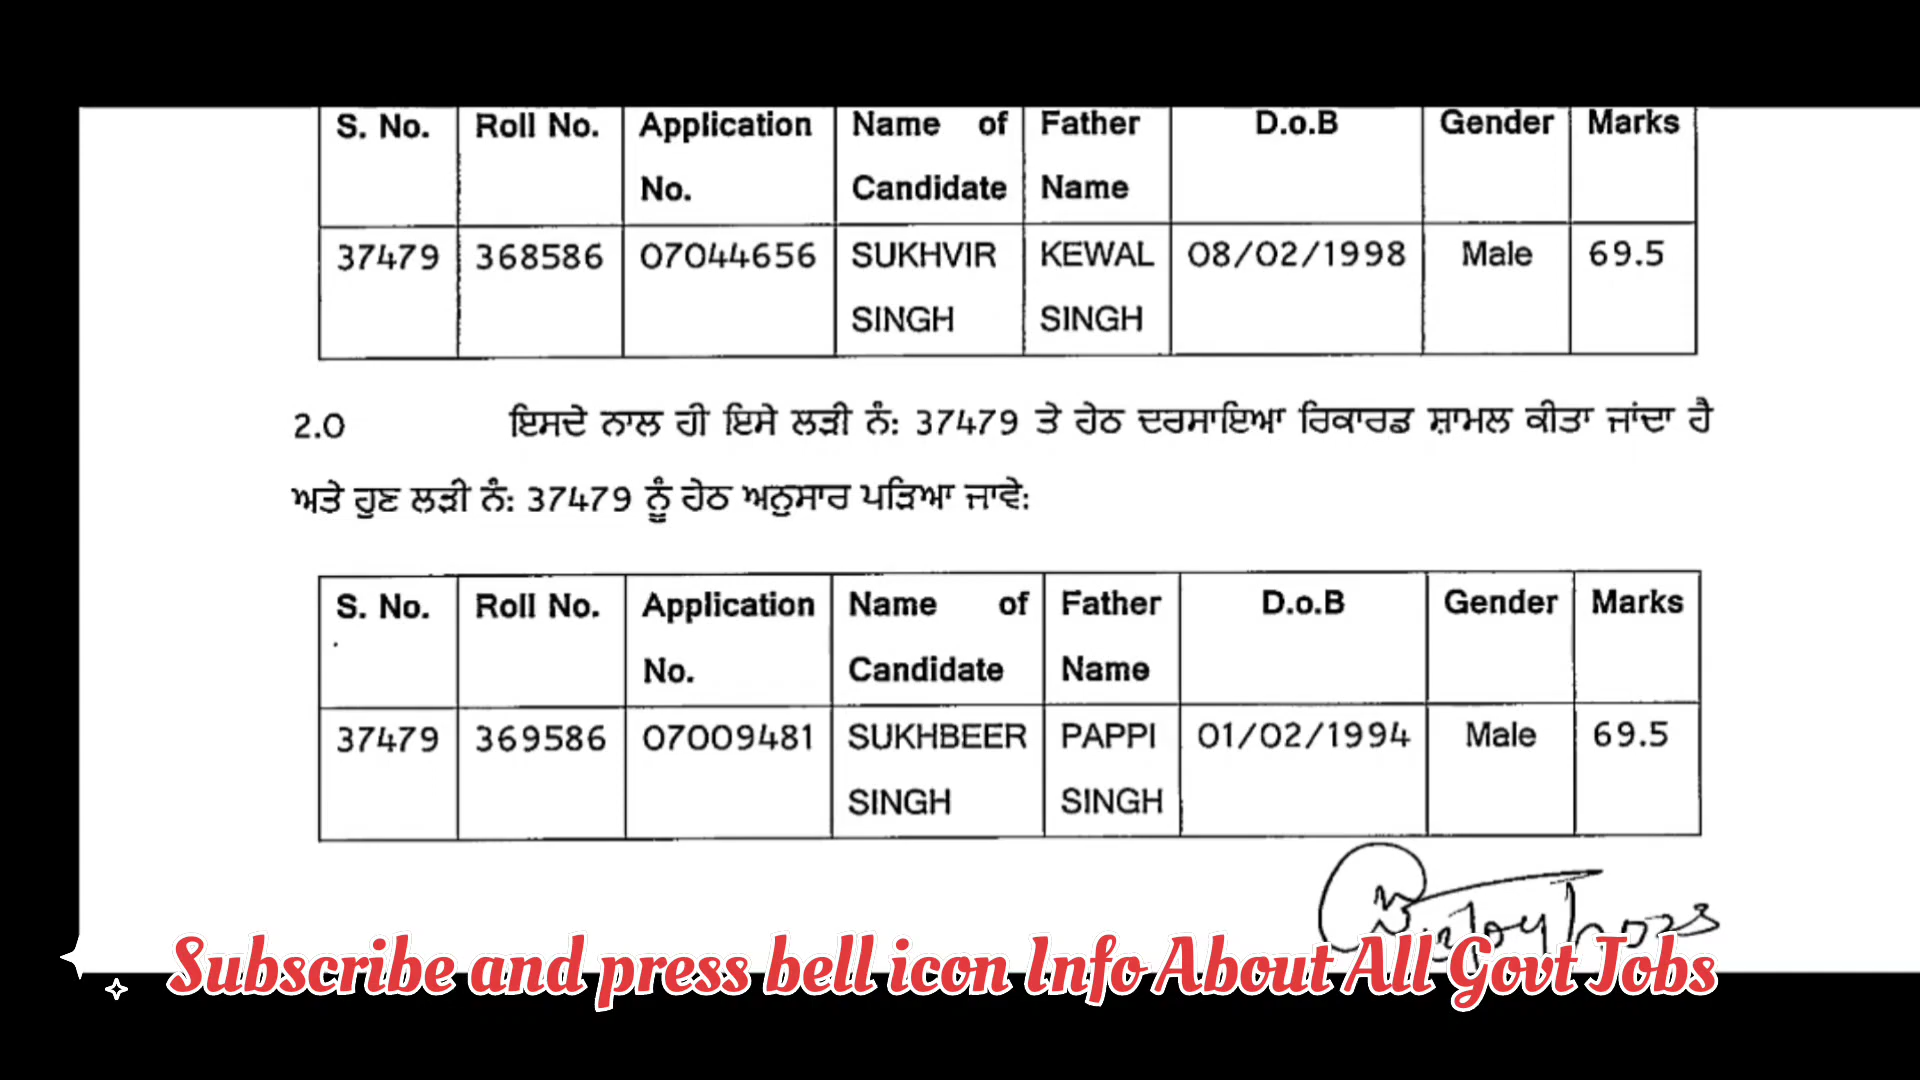 S. No. Roll No. Application Name of Father D.o.B Gender Marks
No. Candidate Name
37479 368586 07044656 SUKHVIR KEWAL 08/02/1998 Male 69.5
SINGH SINGH
2.0 ਇਸਦੇ ਨਾਲ ਹੀ ਇਸੇ ਲੜੀ ਨੰ: 37479 ਤੇ ਹੇਠ ਦਰਸਾਇਆ ਰਿਕਾਰਡ ਸ਼ਾਮਲ ਕੀਤਾ ਜਾਂਦਾ ਹੈ
ਅਤੇ ਹੁਣ ਲੜੀ ਨੰ: 37479 ਨੂੰ ਹੇਠ ਅਨੁਸਾਰ ਪੜਿਆ ਜਾਵੇ:
S. No. Roll No. Application Name of Father D.o.B Gender Marks
No. Candidate Name
37479 369586 07009481 SUKHBEER PAPPI 01/02/1994 Male 69.5
SINGH SINGH
Subscribe and press bell icon Info About All Govt Jobs